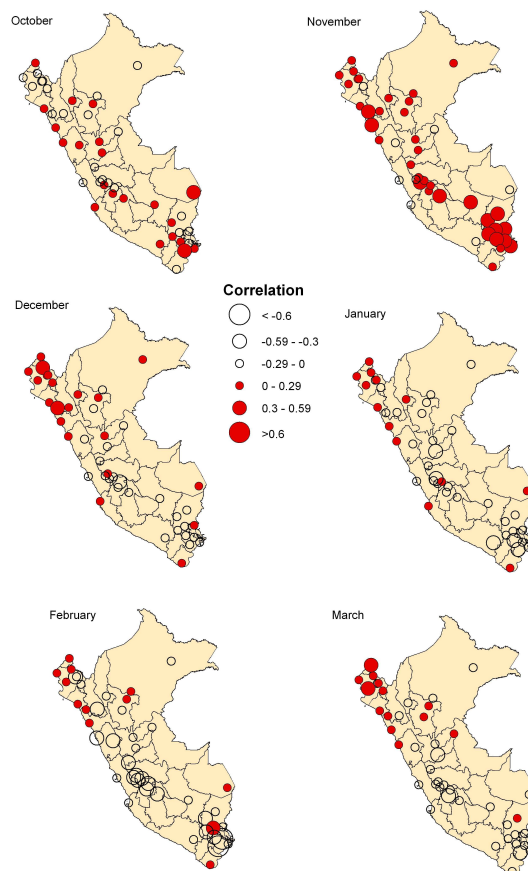 October
November
December
Correlation
< -0.6
-0.59 - -0.3
-0.29 - 0
0 - 0.29
0.3 - 0.59
>0.6
January
February
March